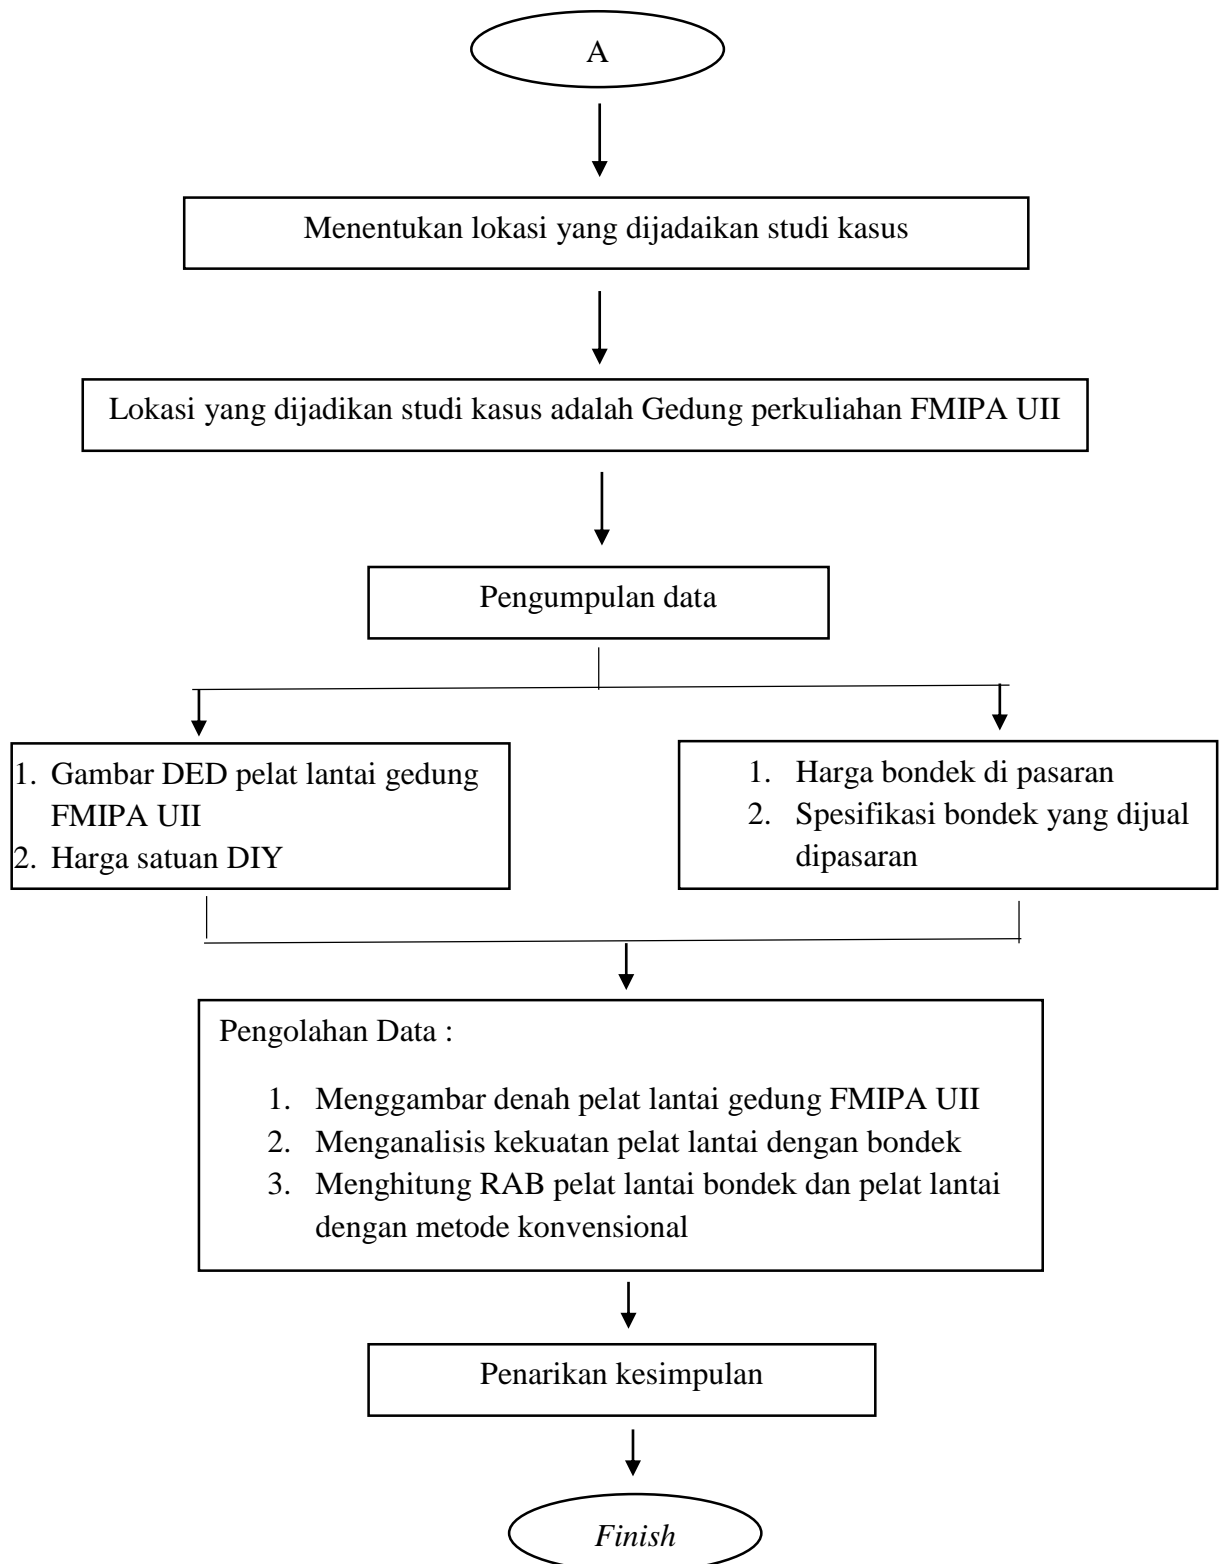 A
Menentukan lokasi yang dijadaikan studi kasus
Lokasi yang dijadikan studi kasus adalah Gedung perkuliahan FMIPA UII
Pengumpulan data
1. Gambar DED pelat lantai gedung
FMIPA UII
2. Harga satuan DIY
1. Harga bondek di pasaran
2. Spesifikasi bondek yang dijual
dipasaran
Pengolahan Data :
1. Menggambar denah pelat lantai gedung FMIPA UII
2. Menganalisis kekuatan pelat lantai dengan bondek
3. Menghitung RAB pelat lantai bondek dan pelat lantai
dengan metode konvensional
Penarikan kesimpulan
Finish